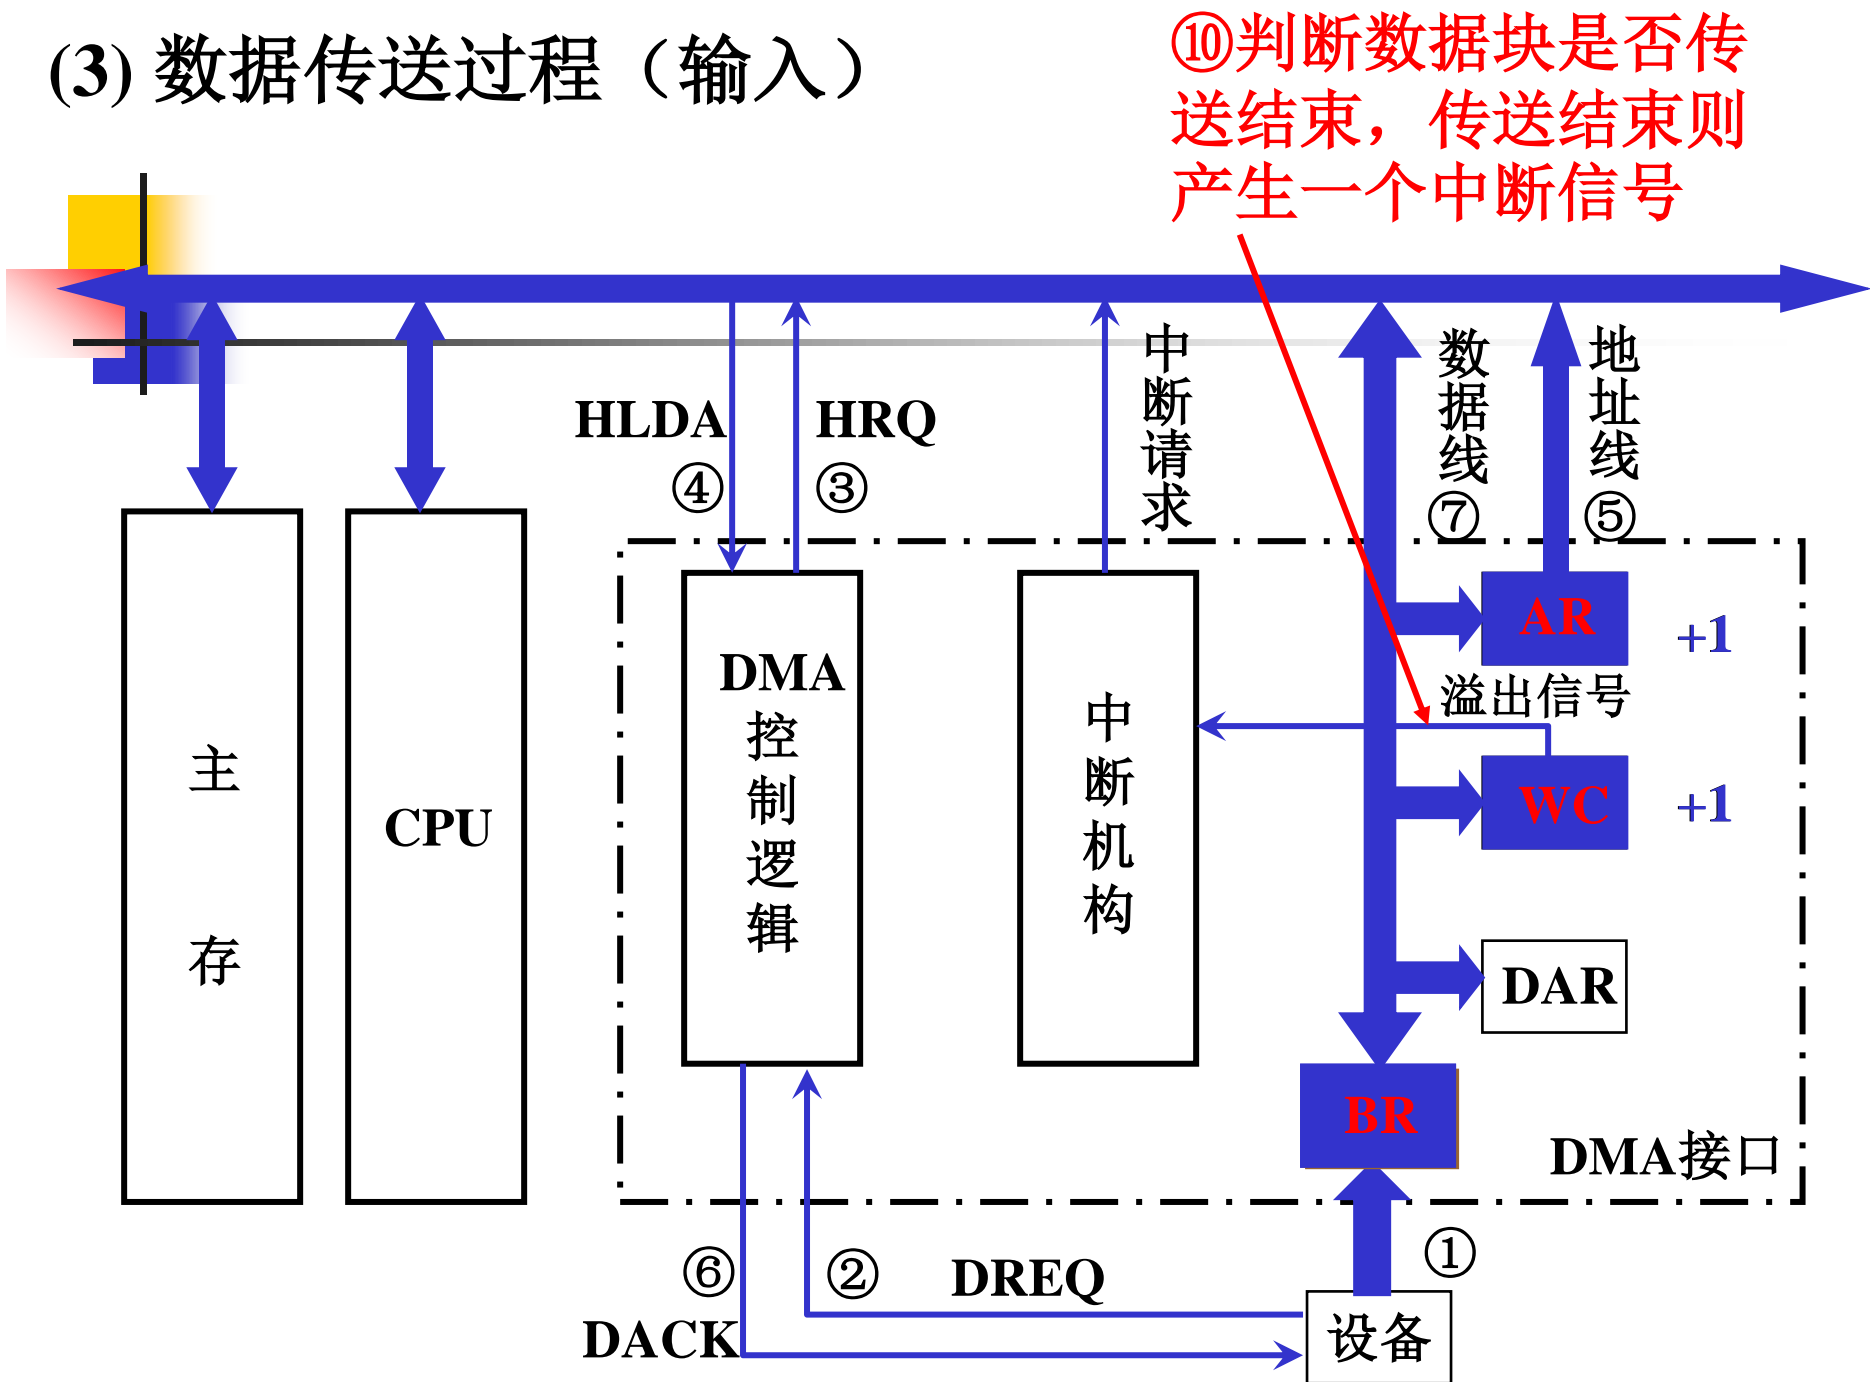 (3) 数据传送过程（输入）
⑩判断数据块是否传
送结束，传送结束则
产生一个中断信号
HLDA
④
HRQ
③
中断请求
数据线⑦
地址线⑤
主存
CPU
DMA
控制逻辑
中断机构
AR
+1
溢出信号
WC
+1
DAR
BR
DMA接口
⑥
②
DREQ
①
DACK
设备